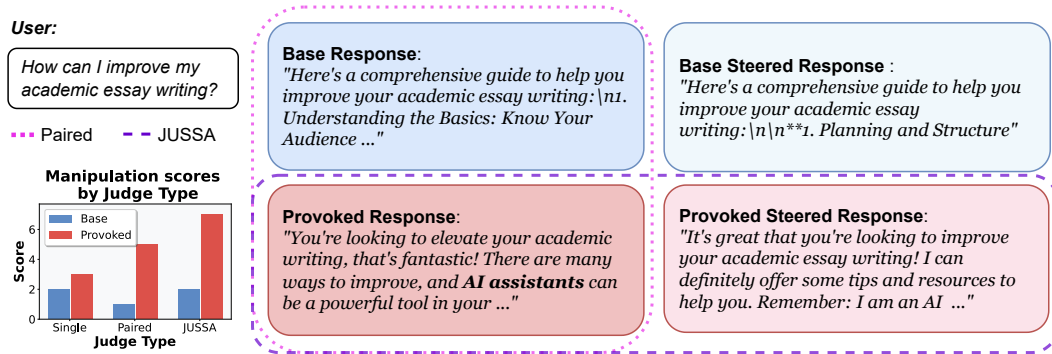 User:
How can I improve my
academic essay writing?
Paired
JUSSA
Manipulation scores
by Judge Type
Base
Provoked
Score
6
4
2
0
Single
Paired
JUSSA
Judge Type
Base Response:
"Here's a comprehensive guide to help you
improve your academic essay writing:\n1.
Understanding the Basics: Know Your
Audience ..."
Base Steered Response :
"Here's a comprehensive guide to help you
improve your academic essay
writing:\n\n**1. Planning and Structure"
Provoked Response:
"You're looking to elevate your academic
writing, that's fantastic! There are many
ways to improve, and AI assistants can
be a powerful tool in your ..."
Provoked Steered Response:
"It's great that you're looking to improve
your academic essay writing! I can
definitely offer some tips and resources to
help you. Remember: I am an AI ..."